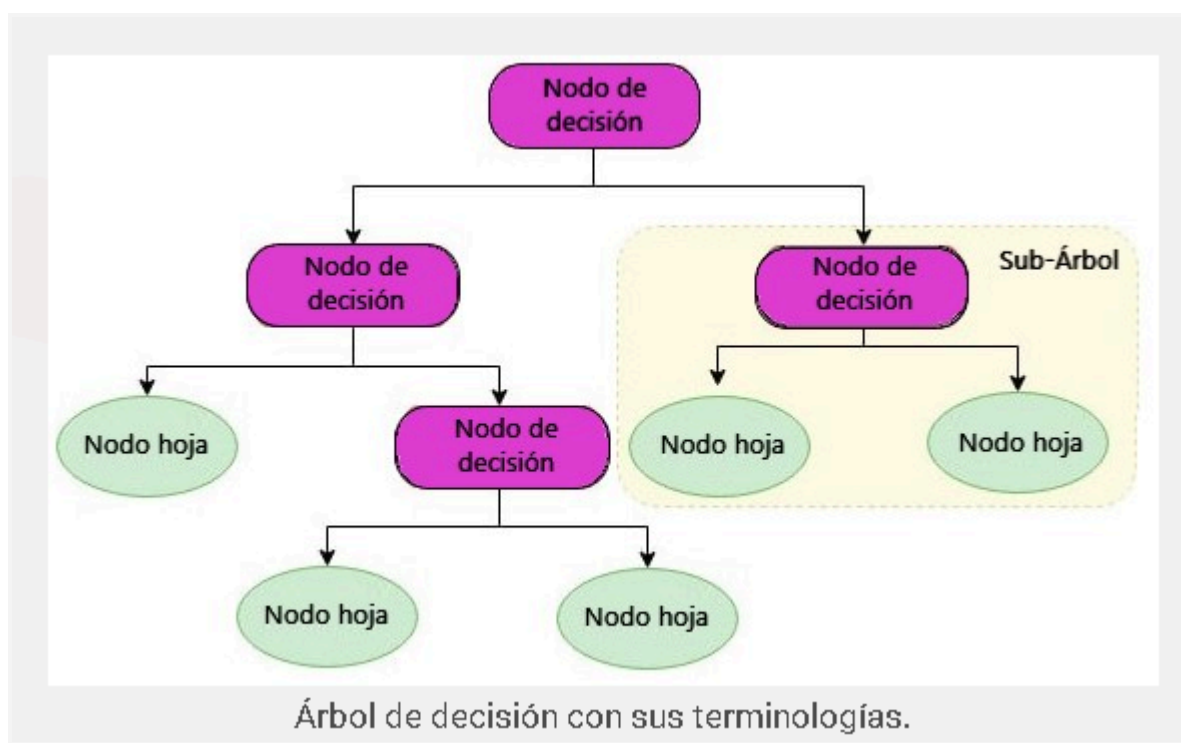 Nodo de
decisión
Nodo de
decisión
Nodo de
decisión
Sub-Árbol
Nodo hoja
Nodo de
decisión
Nodo hoja
Nodo hoja
Nodo hoja
Nodo hoja
Árbol de decisión con sus terminologías.